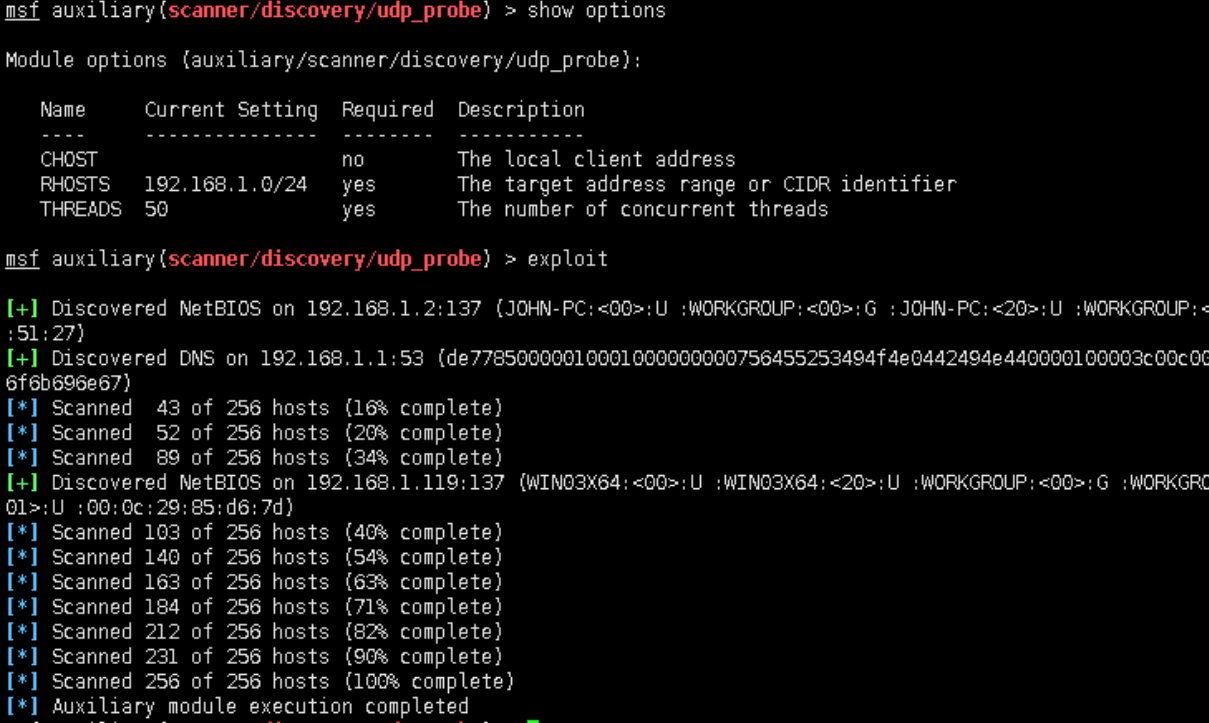 msf auxiliary(scanner/discovery/udp_probe) > show options
Module options (auxiliary/scanner/discovery/udp_probe):
Name Current Setting Required Description
---- --------------- -------- -----------
CHOST no The local client address
RHOSTS 192.168.1.0/24 yes The target address range or CIDR identifier
THREADS 50 yes The number of concurrent threads
msf auxiliary(scanner/discovery/udp_probe) > exploit
[+] Discovered NetBIOS on 192.168.1.2:137 (JOHN-PC:<00>:U :WORKGROUP:<00>:G :JOHN-PC:<20>:U :WORKGROUP:<
:51:27)
[+] Discovered DNS on 192.168.1.1:53 (de77850000010001000000000756455253494f4e0442494e440000100003c00c00
6f6b696e67)
[*] Scanned 43 of 256 hosts (16% complete)
[*] Scanned 52 of 256 hosts (20% complete)
[*] Scanned 89 of 256 hosts (34% complete)
[+] Discovered NetBIOS on 192.168.1.119:137 (WIN03X64:<00>:U :WIN03X64:<20>:U :WORKGROUP:<00>:G :WORKGRO
01>:U :00:0c:29:85:d6:7d)
[*] Scanned 103 of 256 hosts (40% complete)
[*] Scanned 140 of 256 hosts (54% complete)
[*] Scanned 163 of 256 hosts (63% complete)
[*] Scanned 184 of 256 hosts (71% complete)
[*] Scanned 212 of 256 hosts (82% complete)
[*] Scanned 231 of 256 hosts (90% complete)
[*] Scanned 256 of 256 hosts (100% complete)
[*] Auxiliary module execution completed